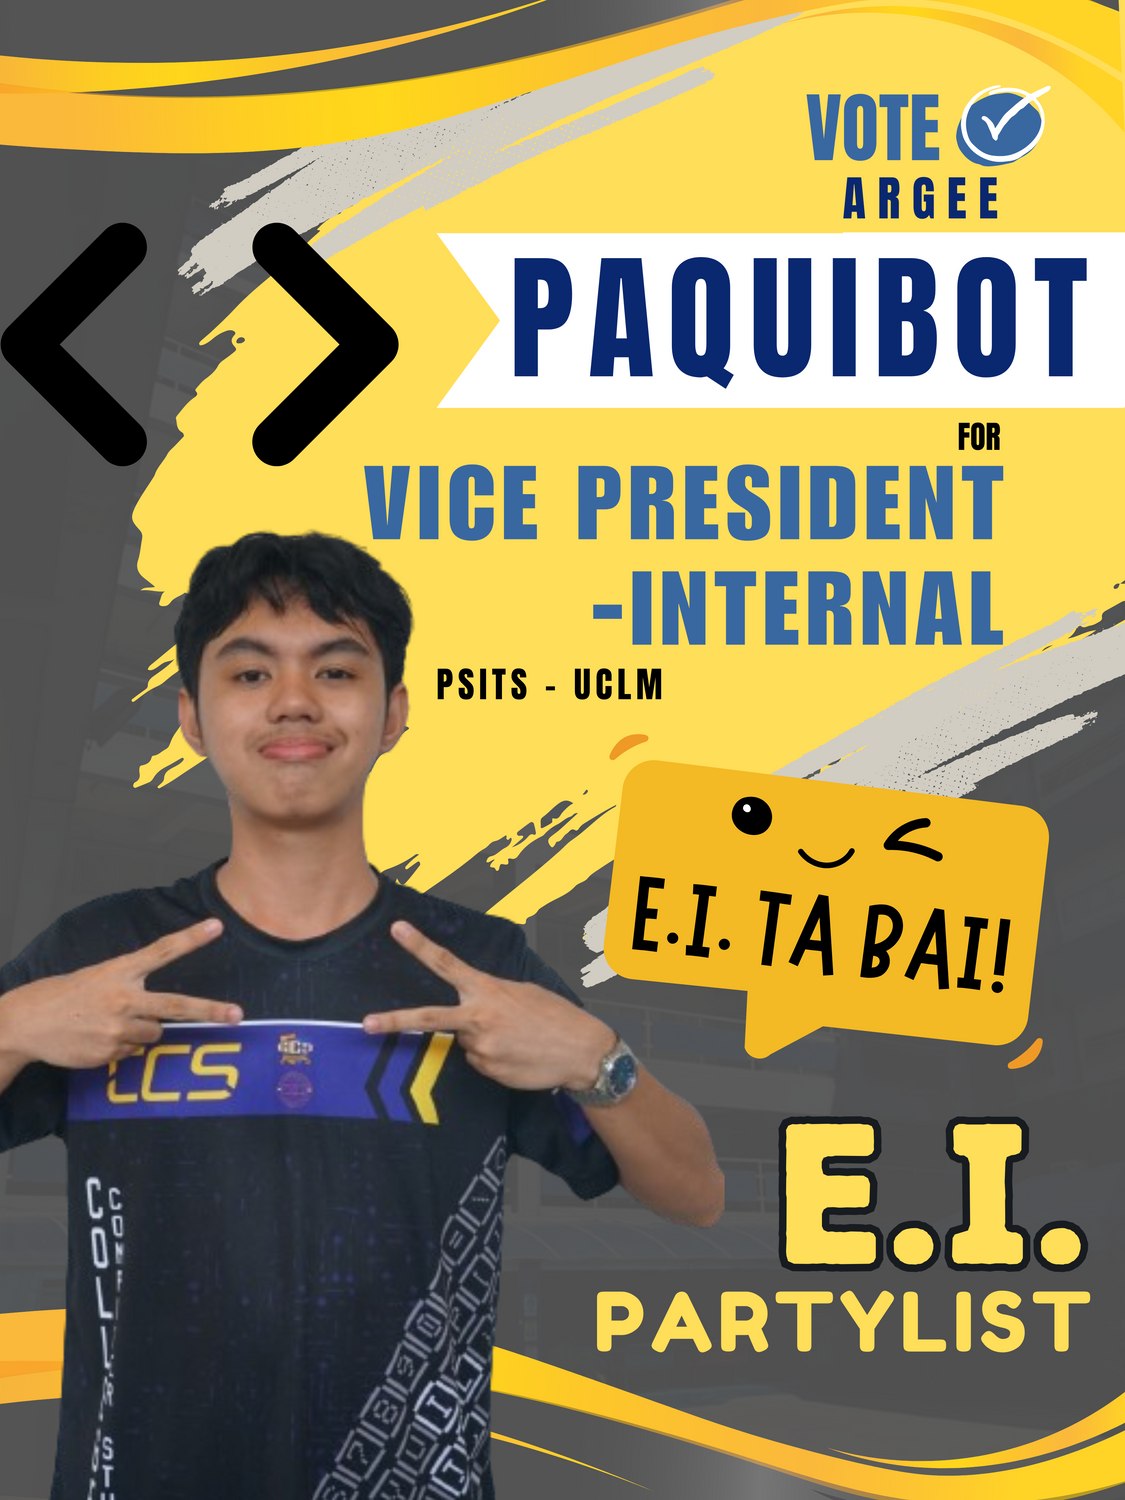 VOTE
ARGEE
PAQUIBOT
FOR
VICE PRESIDENT
-INTERNAL
PSITS - UCLM
E.I. TA BAI!
CCS
E.I.
PARTYLIST